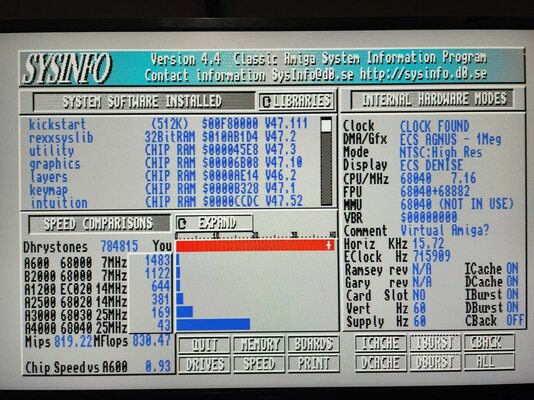 SYSINFO
Version 4.4 Classic Amiga System Information Program
Contact information SysInfo@d0.se http://sysinfo.d0.se
SYSTEM SOFTWARE INSTALLED
LIBRARIES
kickstart (512K) $00F80000 V47.111
rexxsyslib 32BitRAM $010AB1D4 V47.2
utility CHIP RAM $000045E8 V47.3
graphics CHIP RAM $00006B08 V47.10
layers CHIP RAM $0000AE14 V46.2
keymap CHIP RAM $0000B328 V47.1
intuition CHIP RAM $0000CCDC V47.52
INTERNAL HARDWARE MODES
Clock CLOCK FOUND
DMA/Gfx ECS AGNUS - 1Meg
Mode NTSC:High Res
Display ECS DENISE
CPU/MHz 68040 7.16
FPU 68040+68882
MMU 68040 (NOT IN USE)
VBR $00000000
Comment Virtual Amiga?
Horiz KHz 15.72
EClock Hz 715909
Ramsey rev N/A ICache ON
Gary rev N/A DCache ON
Card Slot NO IBurst ON
Vert Hz 60 DBurst ON
Supply Hz 60 CBack OFF
SPEED COMPARISONS
EXPAND
Dhrystones 784815 You
A600 68000 7MHz 1483
B2000 68000 7MHz 1122
A1200 EC020 14MHz 644
A2500 68020 14MHz 381
A3000 68030 25MHz 169
A4000 68040 25MHz 43
Mips 819.22 MFlops 830.47
Chip Speed vs A600 0.93
QUIT MEMORY BOARDS
DRIVES SPEED PRINT
ICACHE IBURST CBACK
DCACHE DBURST ALL